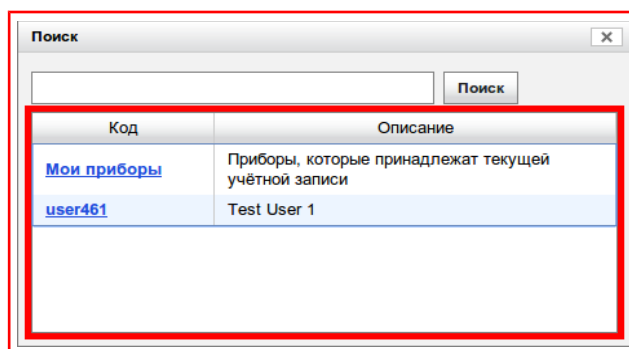 Поиск
Поиск
Код Описание
Мои приборы Приборы, которые принадлежат текущей
учётной записи
user461 Test User 1